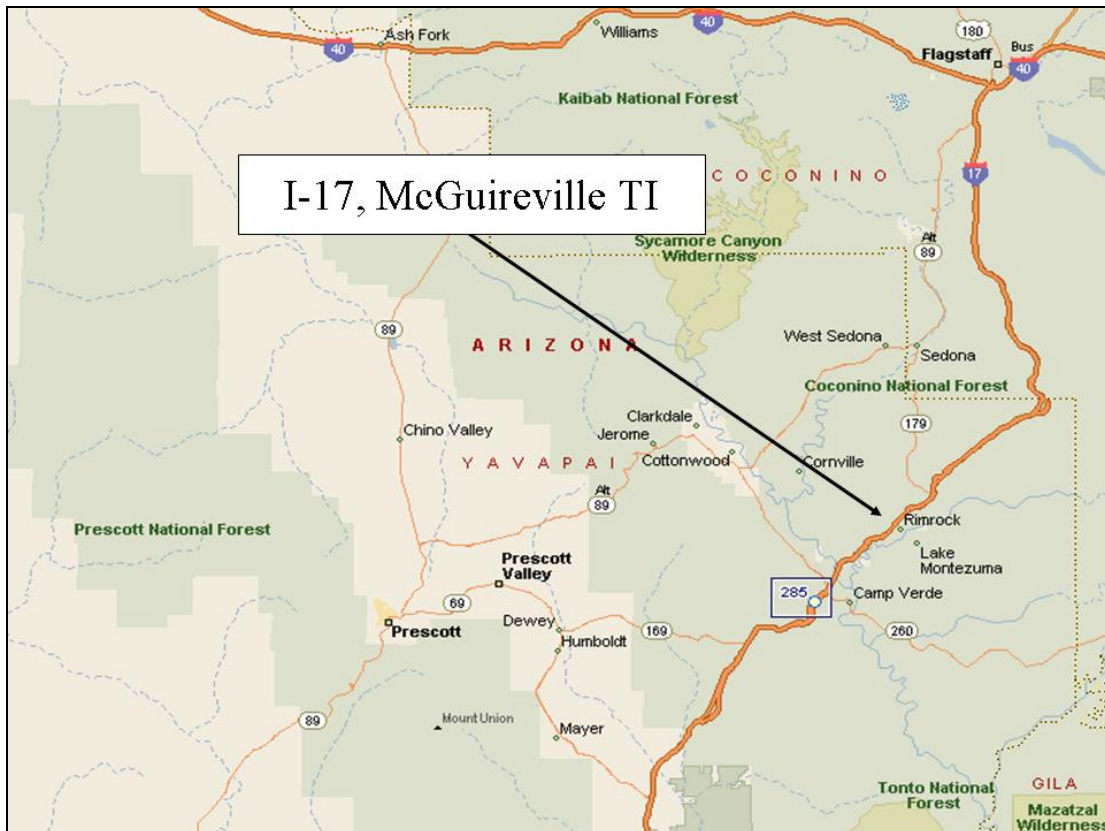 Ash Fork
40
Williams
40
180
Flagstaff
Bus
40
Kaibab National Forest
I-17, McGuireville TI
COCONINO
17
Sycamore Canyon
Wilderness
Alt
89
89
ARIZONA
West Sedona
Sedona
Coconino National Forest
Clarkdale
179
Chino Valley
Jerome
YAVAPAI
Cottonwood
Cornville
Alt
89
Prescott National Forest
Rimrock
Lake
Montezuma
Prescott
Valley
285
Camp Verde
69
Prescott
Dewey
169
260
Humboldt
89
Mount Union
Mayer
Tonto National
Forest
GILA
Mazatzal
Wilderness